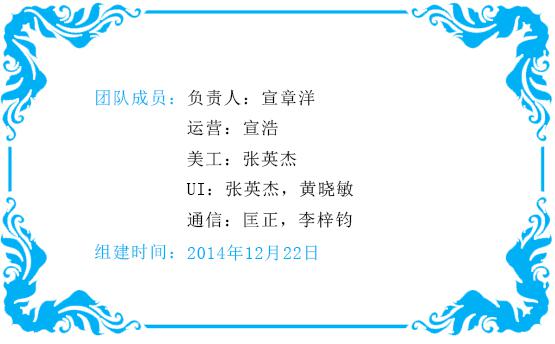 团队成员：负责人：宣章洋
运营：宣浩
美工：张英杰
UI：张英杰，黄晓敏
通信：匡正，李梓钧
组建时间：2014年12月22日